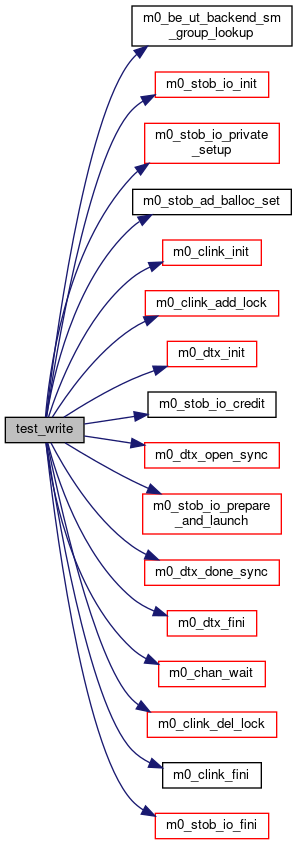 m0_be_ut_backend_sm
_group_lookup
m0_stob_io_init
m0_stob_io_private
_setup
m0_stob_ad_balloc_set
m0_clink_init
m0_clink_add_lock
m0_dtx_init
m0_stob_io_credit
test_write
m0_dtx_open_sync
m0_stob_io_prepare
_and_launch
m0_dtx_done_sync
m0_dtx_fini
m0_chan_wait
m0_clink_del_lock
m0_clink_fini
m0_stob_io_fini